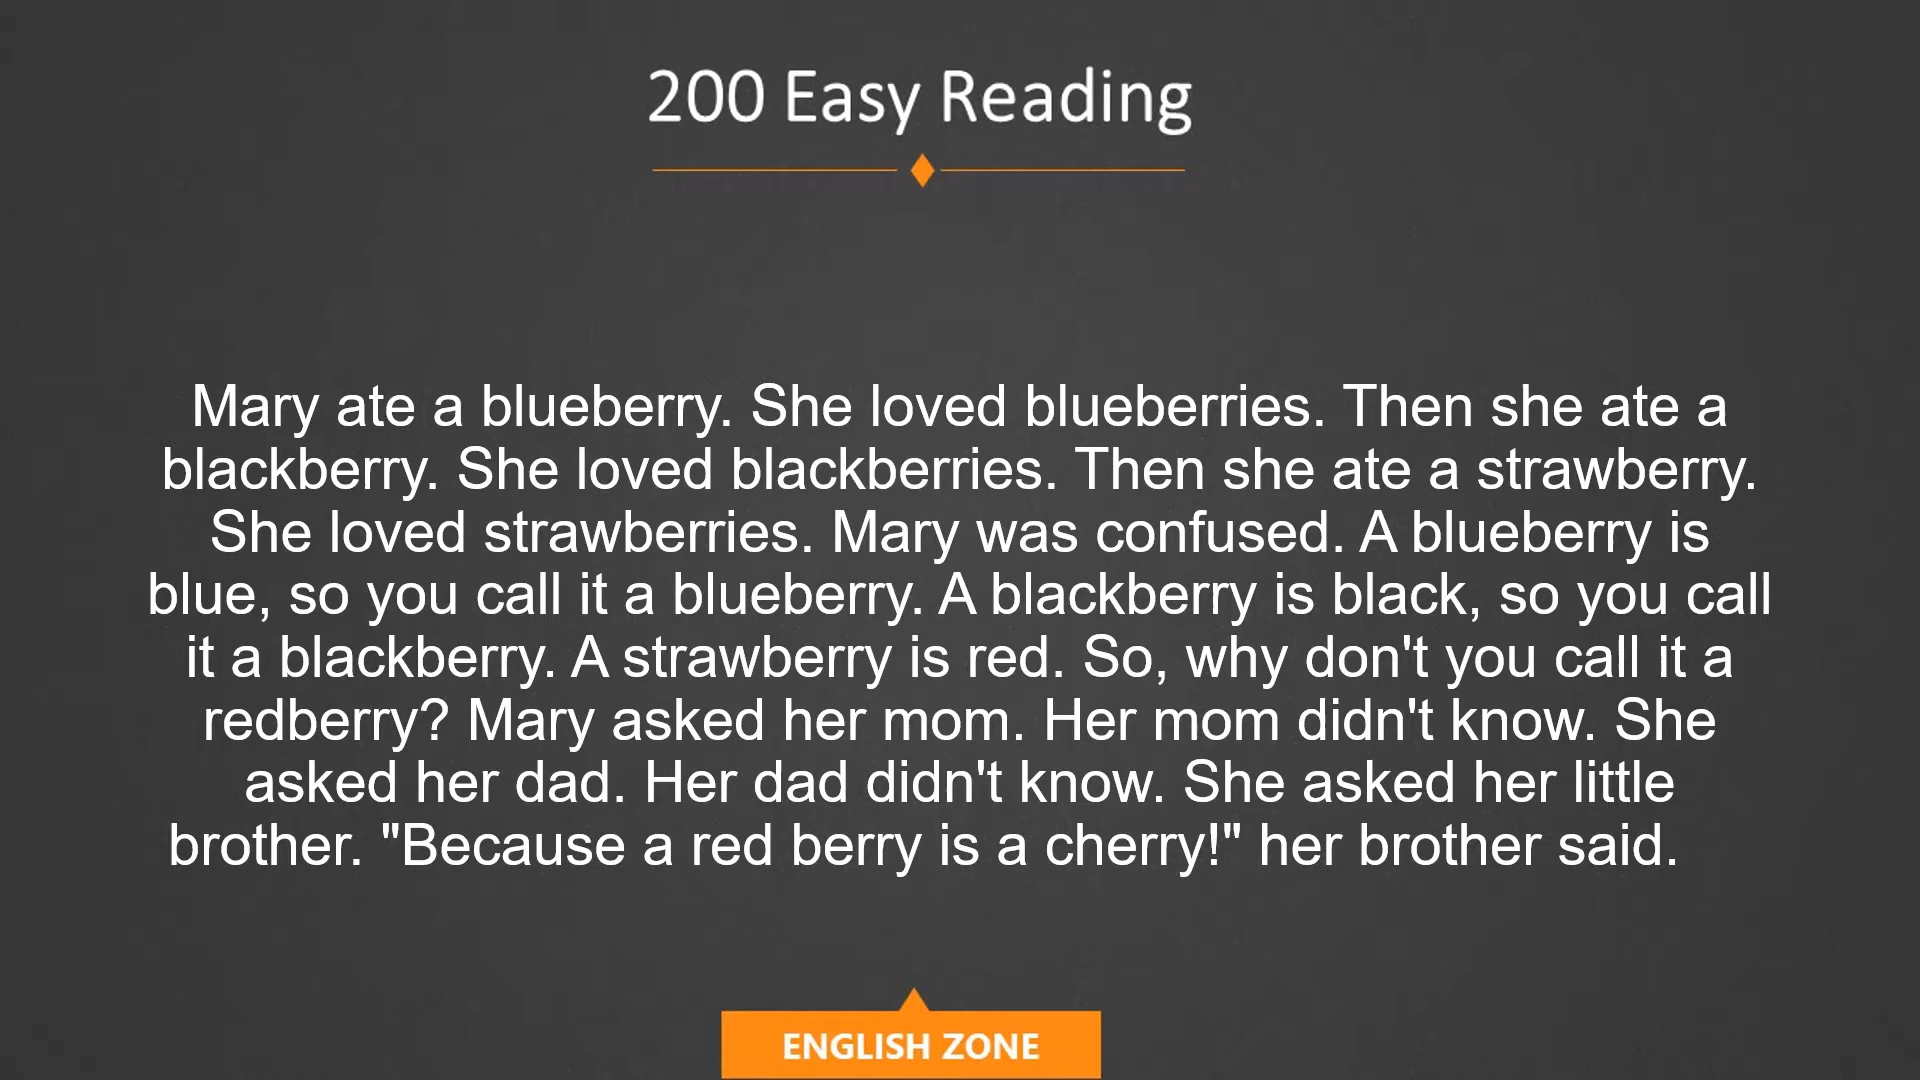 200 Easy Reading
Mary ate a blueberry. She loved blueberries. Then she ate a
blackberry. She loved blackberries. Then she ate a strawberry.
She loved strawberries. Mary was confused. A blueberry is
blue, so you call it a blueberry. A blackberry is black, so you call
it a blackberry. A strawberry is red. So, why don't you call it a
redberry? Mary asked her mom. Her mom didn't know. She
asked her dad. Her dad didn't know. She asked her little
brother. "Because a red berry is a cherry!" her brother said.
ENGLISH ZONE